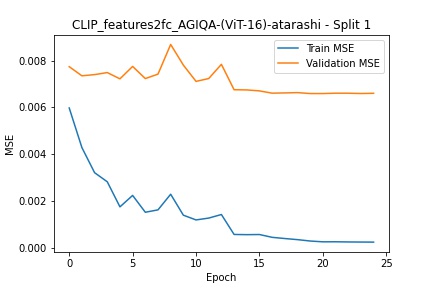 CLIP_features2fc_AGIQA-(ViT-16)-atarashi - Split 1
Train MSE
Validation MSE
0.008
0.006
0.004
0.002
0.000
MSE
0 5 10 15 20 25
Epoch